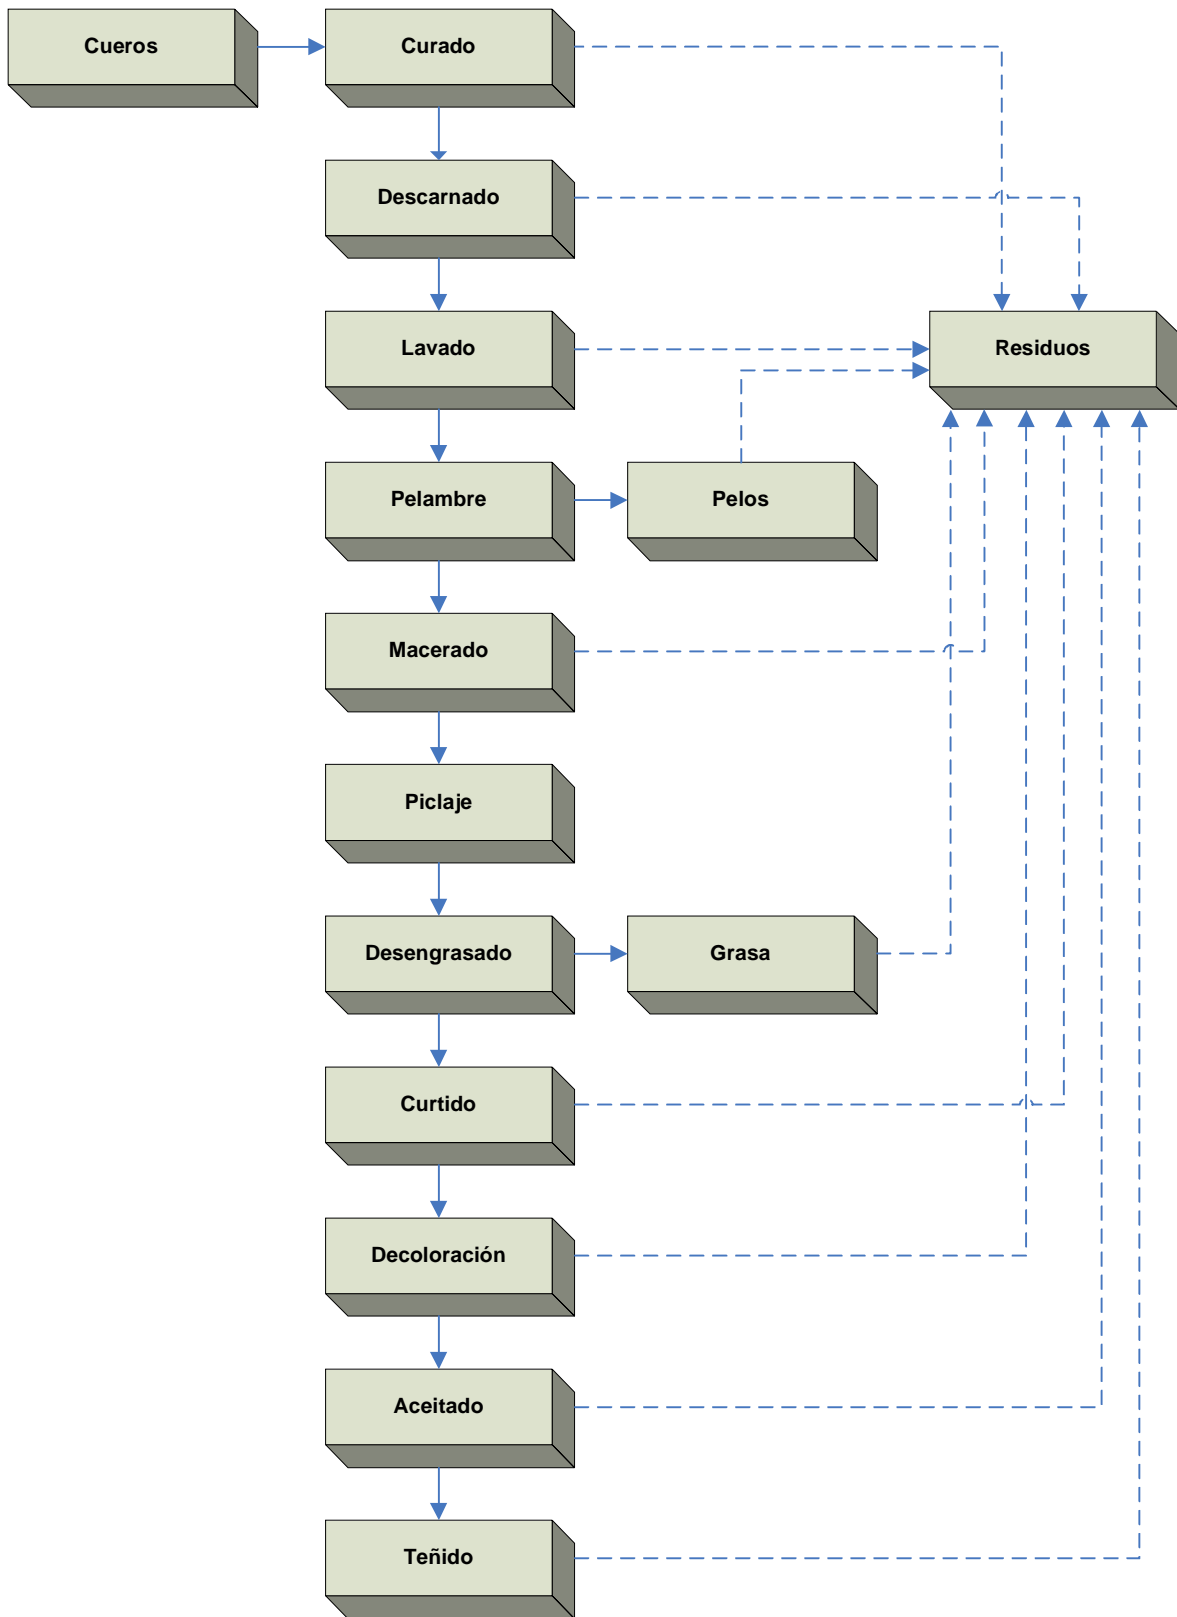 Cueros
Curado
Descarnado
Lavado
Residuos
Pelambre
Pelos
Macerado
Piclaje
Desengrasado
Grasa
Curtido
Decoloración
Aceitado
Teñido